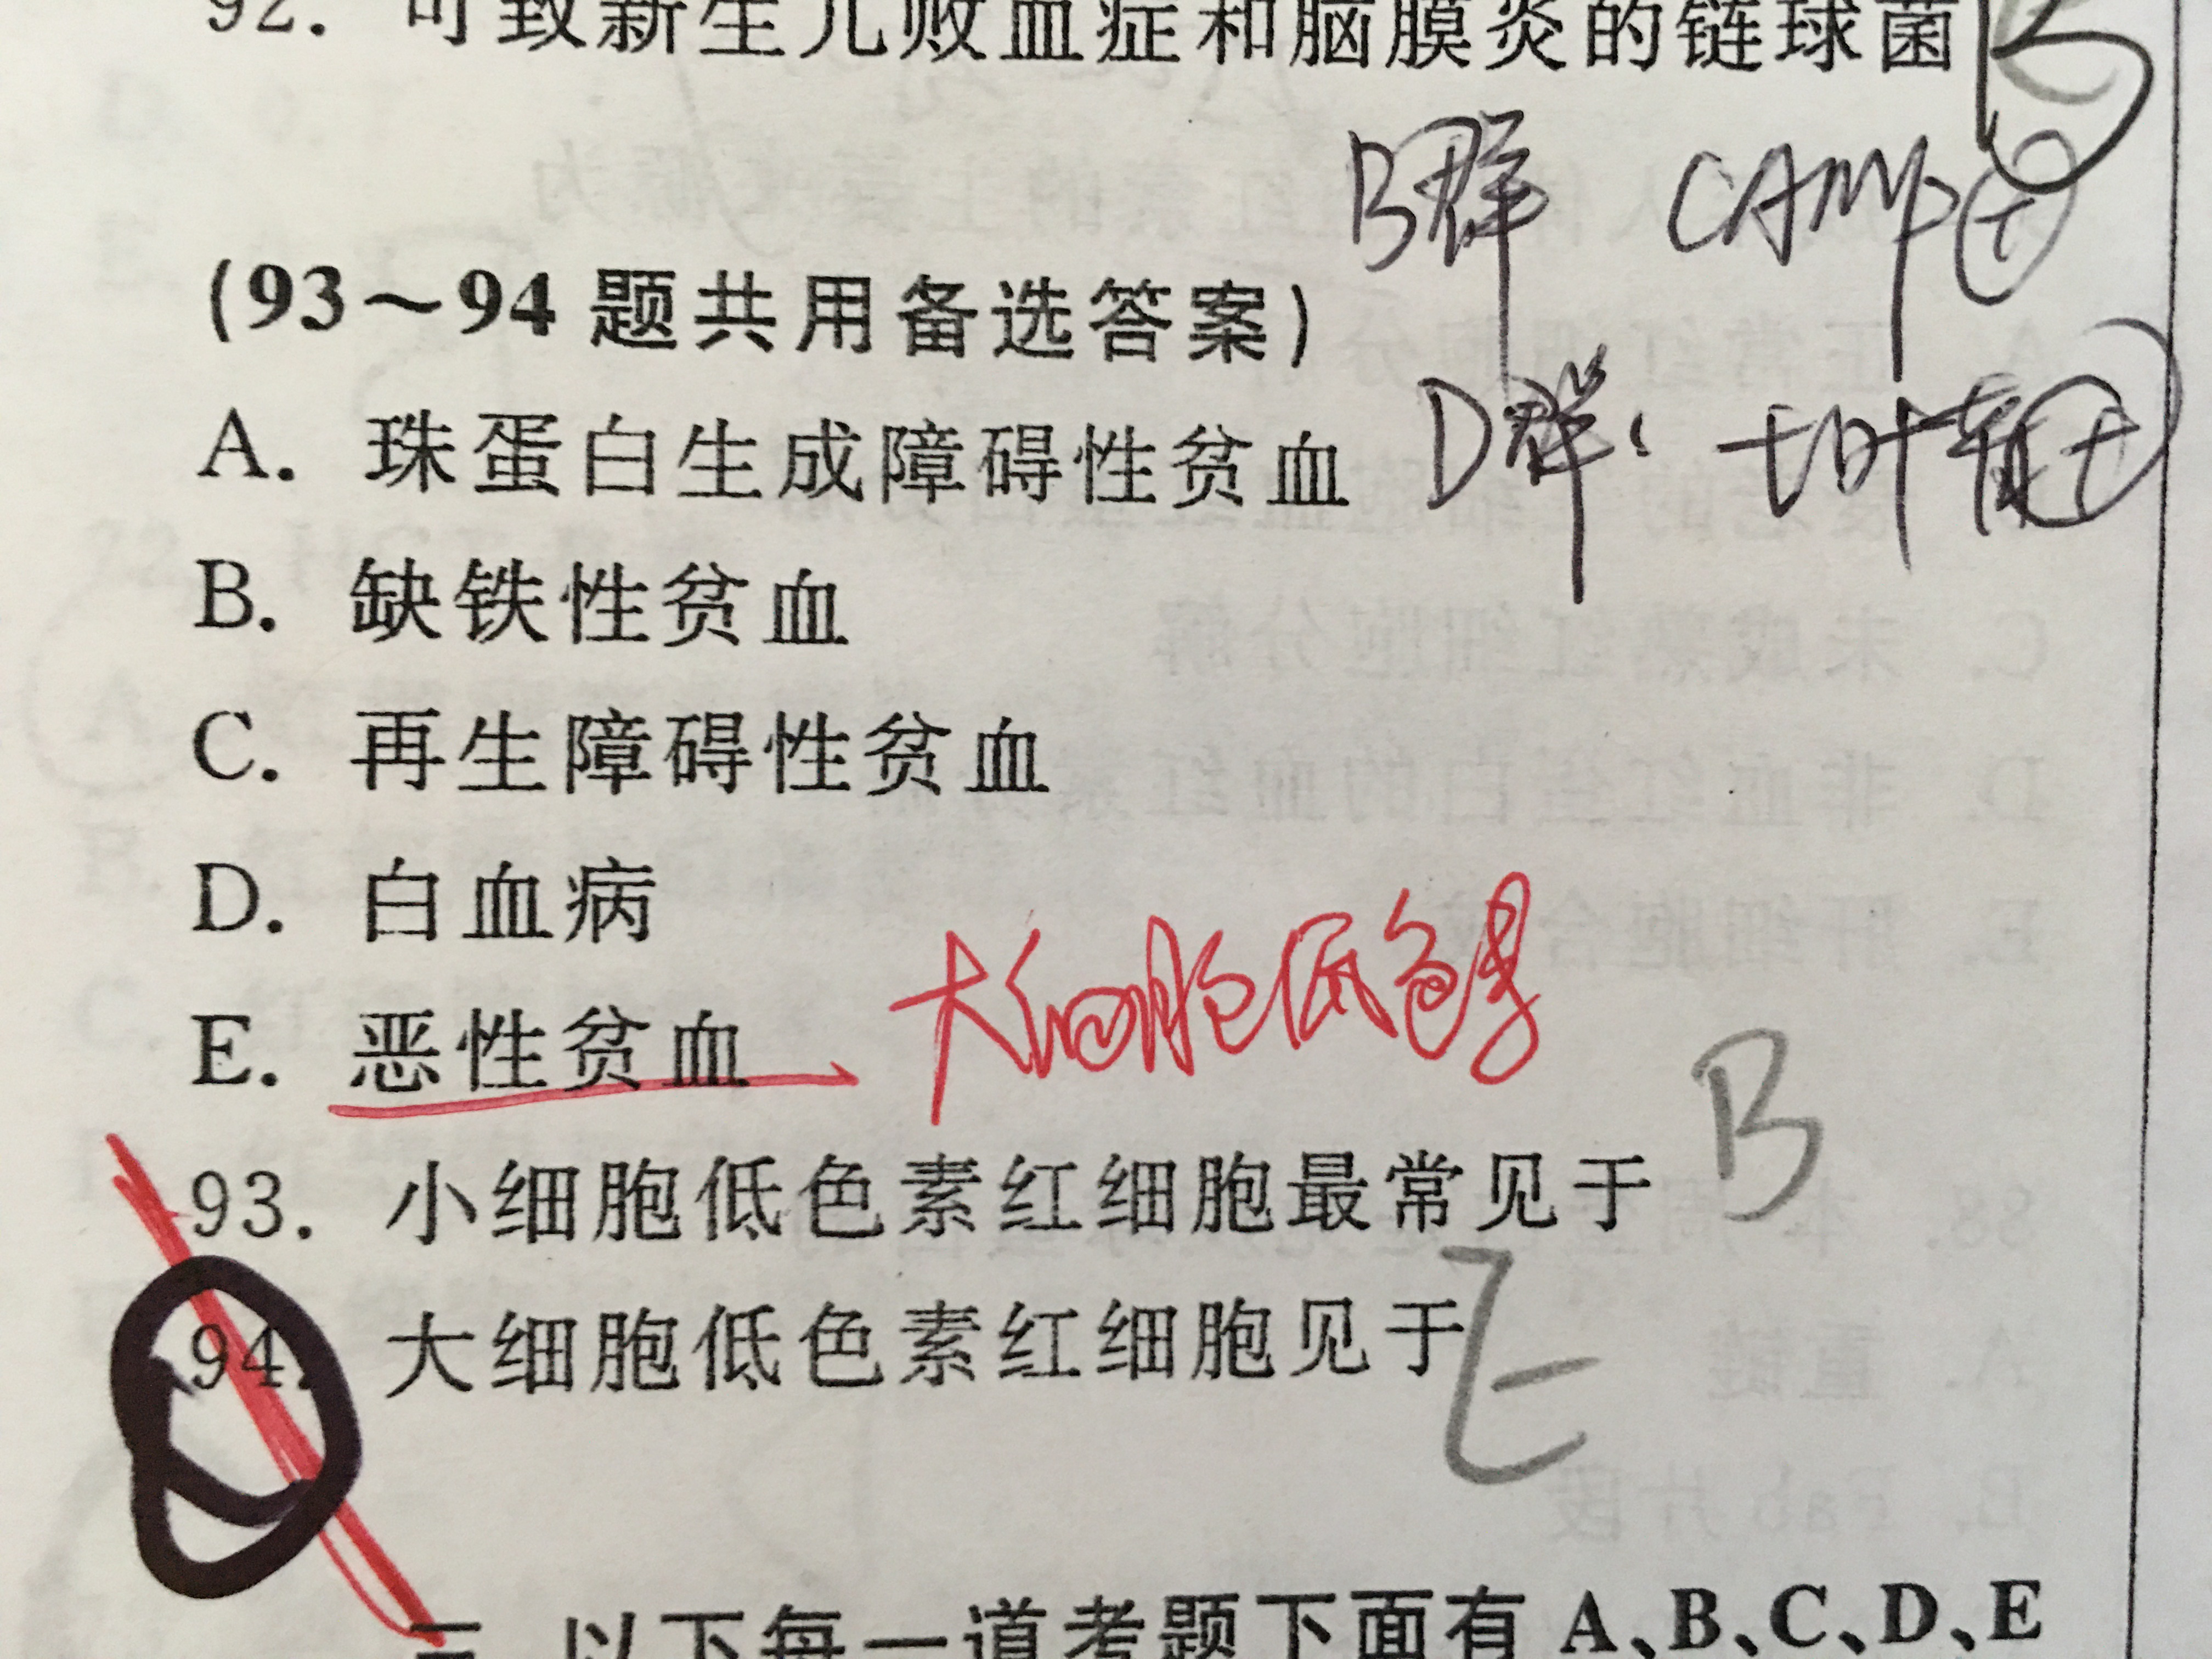 92. 可致新生儿败血症和脑膜炎的链球菌 B
B群 CAMP(+)
(93～94 题共用备选答案)
A. 珠蛋白生成障碍性贫血
D群: 七叶苷(+)
B. 缺铁性贫血
C. 再生障碍性贫血
D. 白血病
大细胞低色素
E. 恶性贫血
93. 小细胞低色素红细胞最常见于 B
94. 大细胞低色素红细胞见于 E
三、以下每一道考题下面有 A、B、C、D、E